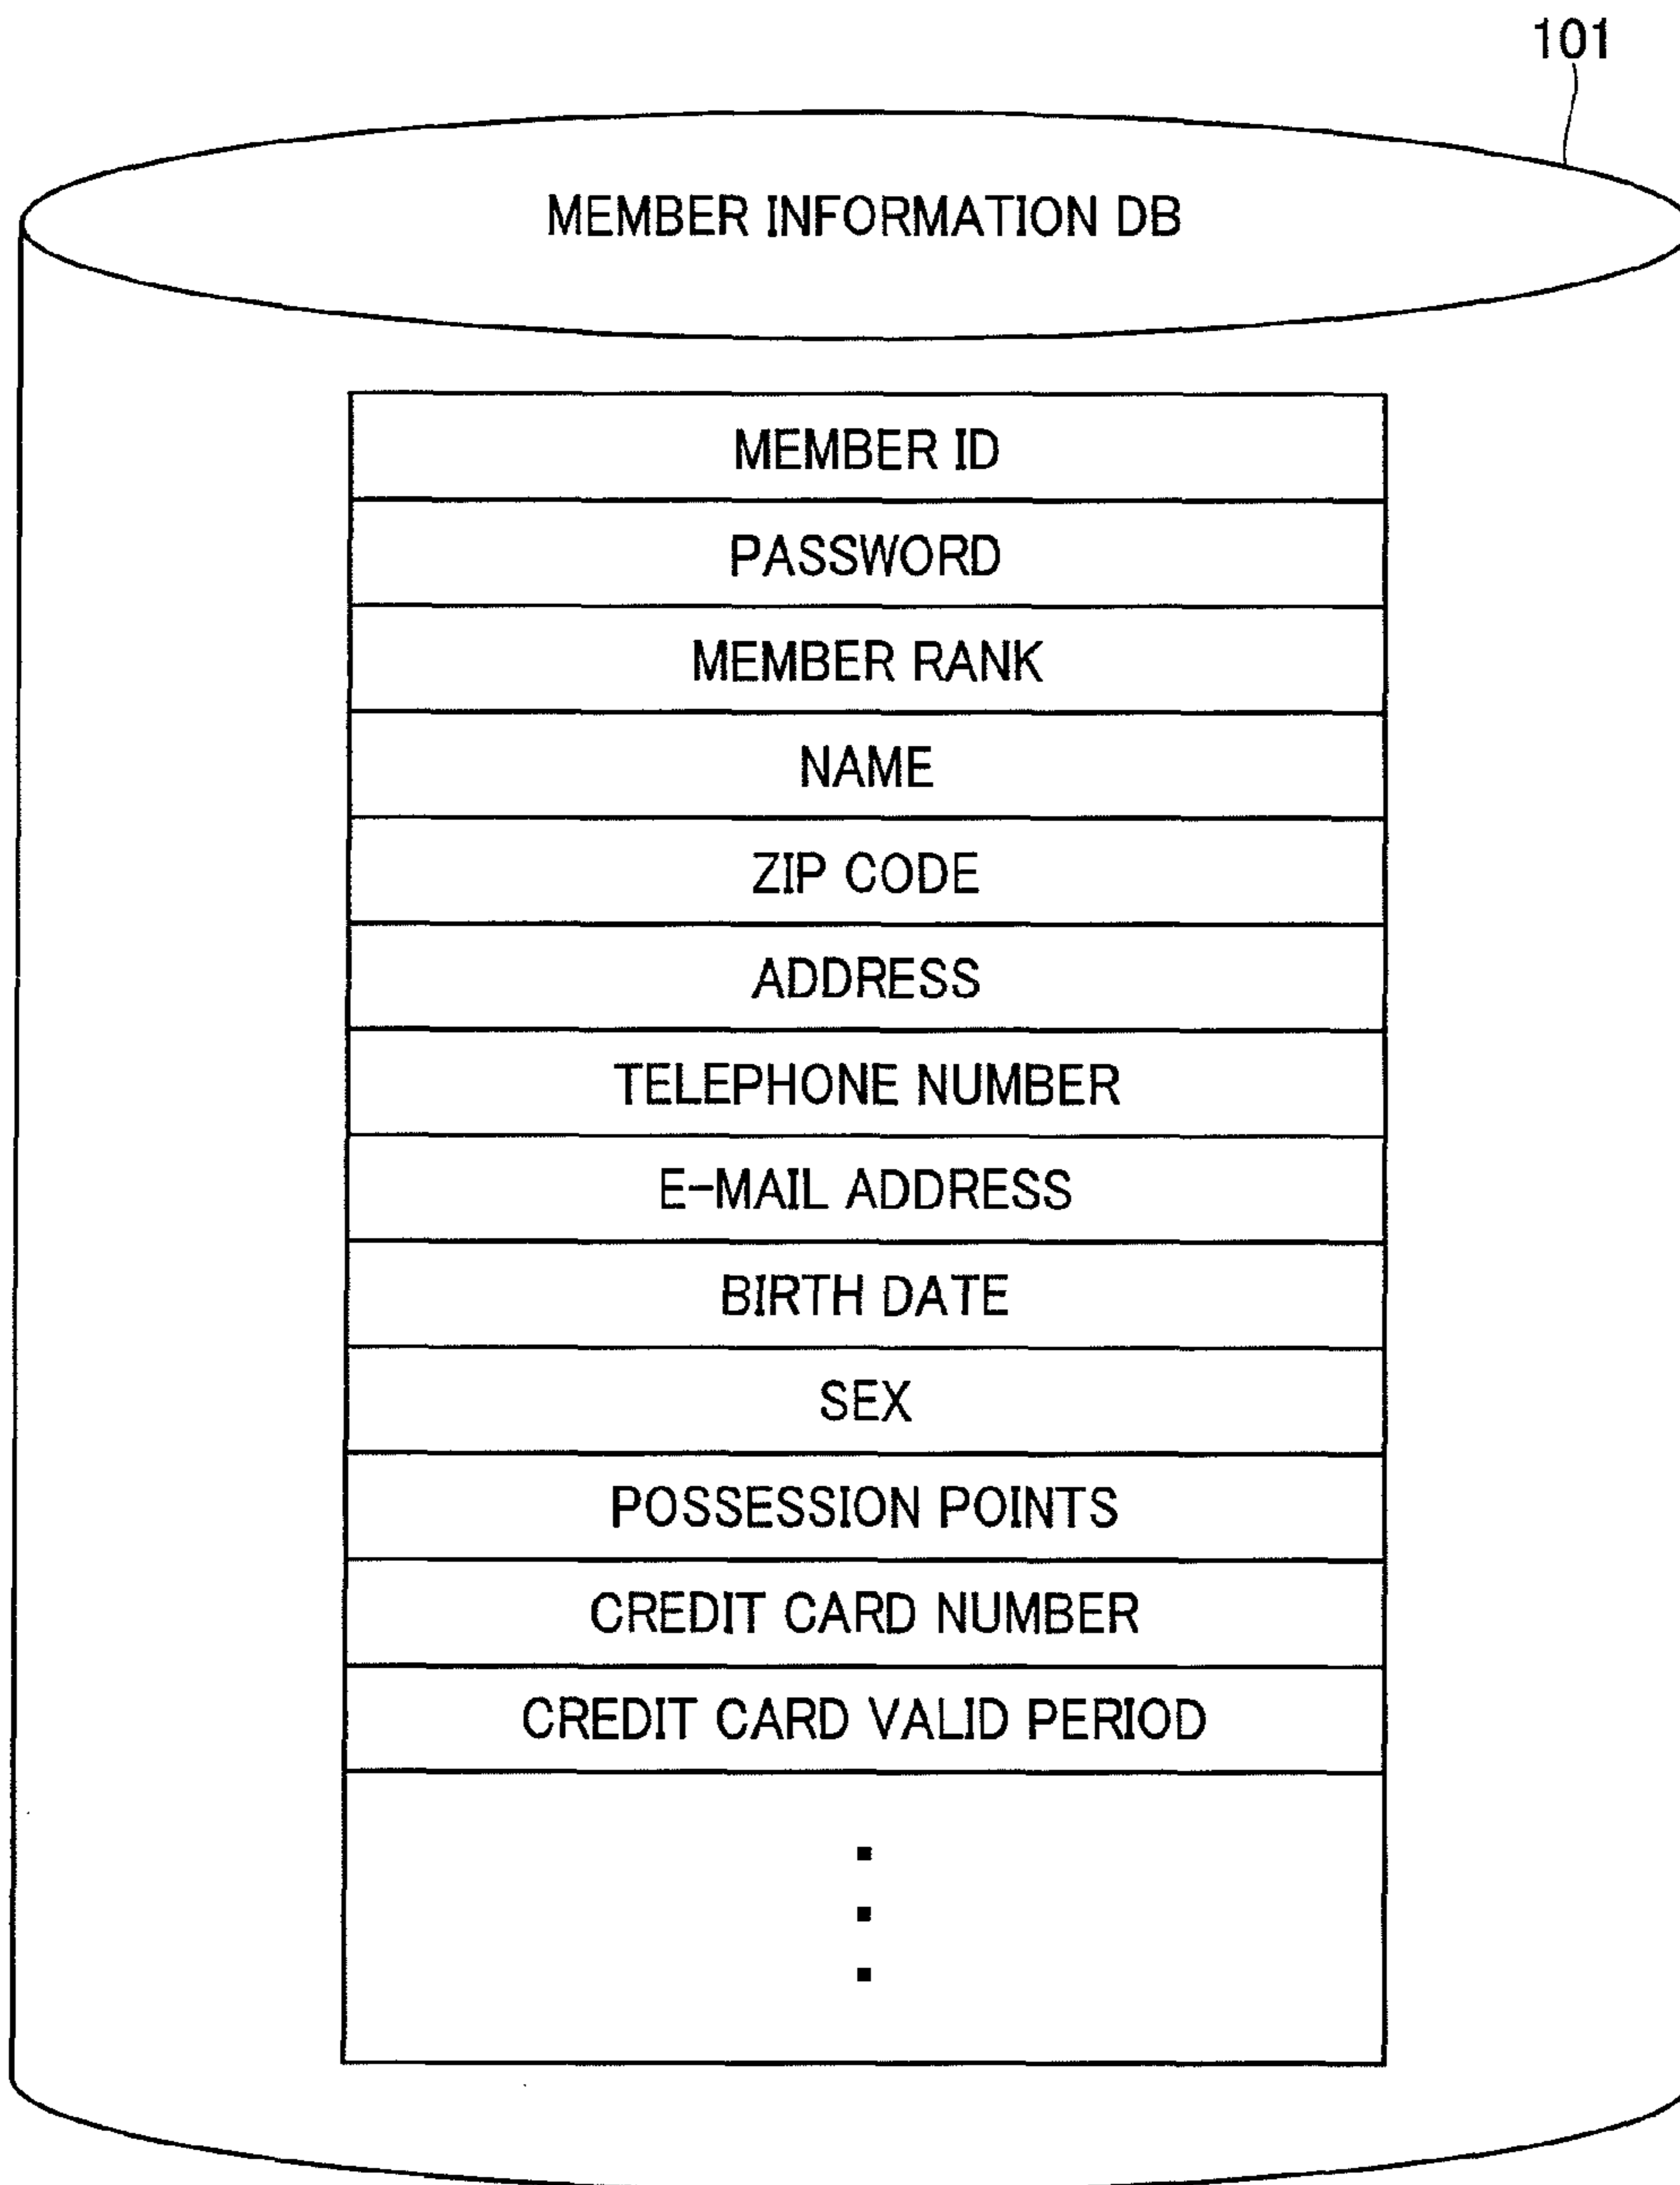 101
MEMBER INFORMATION DB
MEMBER ID
PASSWORD
MEMBER RANK
NAME
ZIP CODE
ADDRESS
TELEPHONE NUMBER
E-MAIL ADDRESS
BIRTH DATE
SEX
POSSESSION POINTS
CREDIT CARD NUMBER
CREDIT CARD VALID PERIOD